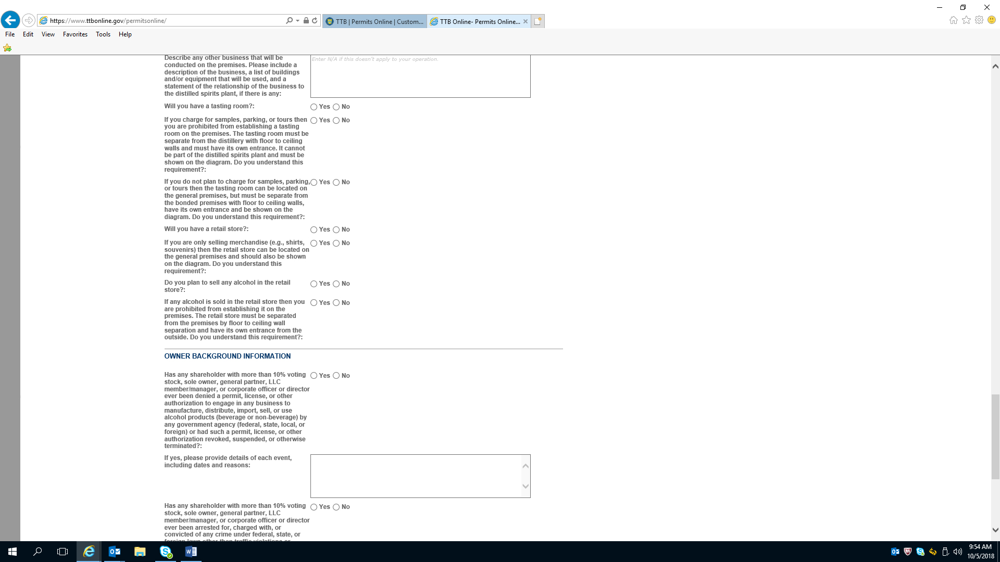 https://www.ttbonline.gov/permitsonline/
TTB | Permits Online | Custom...
TTB Online- Permits Online...
File Edit View Favorites Tools Help
Describe any other business that will be
conducted on the premises. Please include a
description of the business, a list of buildings
and/or equipment that will be used, and a
statement of the relationship of the business to
the distilled spirits plant, if there is any:
Enter N/A if this doesn't apply to your operation.
Will you have a tasting room?:
Yes No
If you charge for samples, parking, or tours then
you are prohibited from establishing a tasting
room on the premises. The tasting room must be
separate from the distillery with floor to ceiling
walls and must have its own entrance. It cannot
be part of the distilled spirits plant and must be
shown on the diagram. Do you understand this
requirement?:
Yes No
If you do not plan to charge for samples, parking,
or tours then the tasting room can be located on
the general premises, but must be separate from
the bonded premises with floor to ceiling walls,
have its own entrance and be shown on the
diagram. Do you understand this requirement?:
Yes No
Will you have a retail store?:
Yes No
If you are only selling merchandise (e.g., shirts,
souvenirs) then the retail store can be located on
the general premises and should also be shown
on the diagram. Do you understand this
requirement?:
Yes No
Do you plan to sell any alcohol in the retail
store?:
Yes No
If any alcohol is sold in the retail store then you
are prohibited from establishing it on the
premises. The retail store must be separated
from the premises by floor to ceiling wall
separation and have its own entrance from the
outside. Do you understand this requirement?:
Yes No
OWNER BACKGROUND INFORMATION
Has any shareholder with more than 10% voting
stock, sole owner, general partner, LLC
member/manager, or corporate officer or director
ever been denied a permit, license, or other
authorization to engage in any business to
manufacture, distribute, import, sell, or use
alcohol products (beverage or non-beverage) by
any government agency (federal, state, local, or
foreign) or had such a permit, license, or other
authorization revoked, suspended, or otherwise
terminated?:
Yes No
If yes, please provide details of each event,
including dates and reasons:
Has any shareholder with more than 10% voting
stock, sole owner, general partner, LLC
member/manager, or corporate officer or director
ever been arrested for, charged with, or
convicted of any crime under federal, state, or
foreign laws other than traffic violations or
Yes No
9:54 AM
10/5/2018